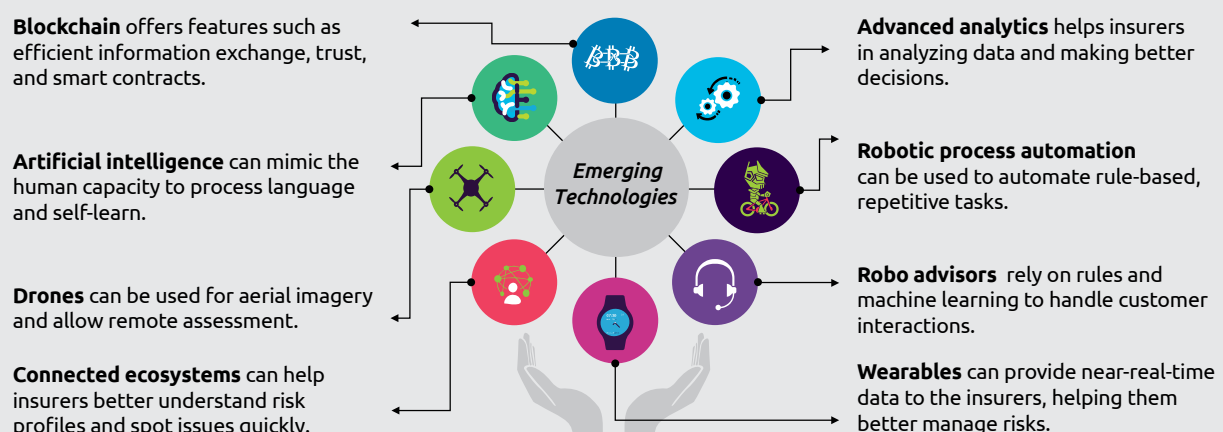 Blockchain offers features such as
efficient information exchange, trust,
and smart contracts.
Artificial intelligence can mimic the
human capacity to process language
and self-learn.
Drones can be used for aerial imagery
and allow remote assessment.
Connected ecosystems can help
insurers better understand risk
profiles and spot issues quickly.
Emerging
Technologies
Advanced analytics helps insurers
in analyzing data and making better
decisions.
Robotic process automation
can be used to automate rule-based,
repetitive tasks.
Robo advisors rely on rules and
machine learning to handle customer
interactions.
Wearables can provide near-real-time
data to the insurers, helping them
better manage risks.